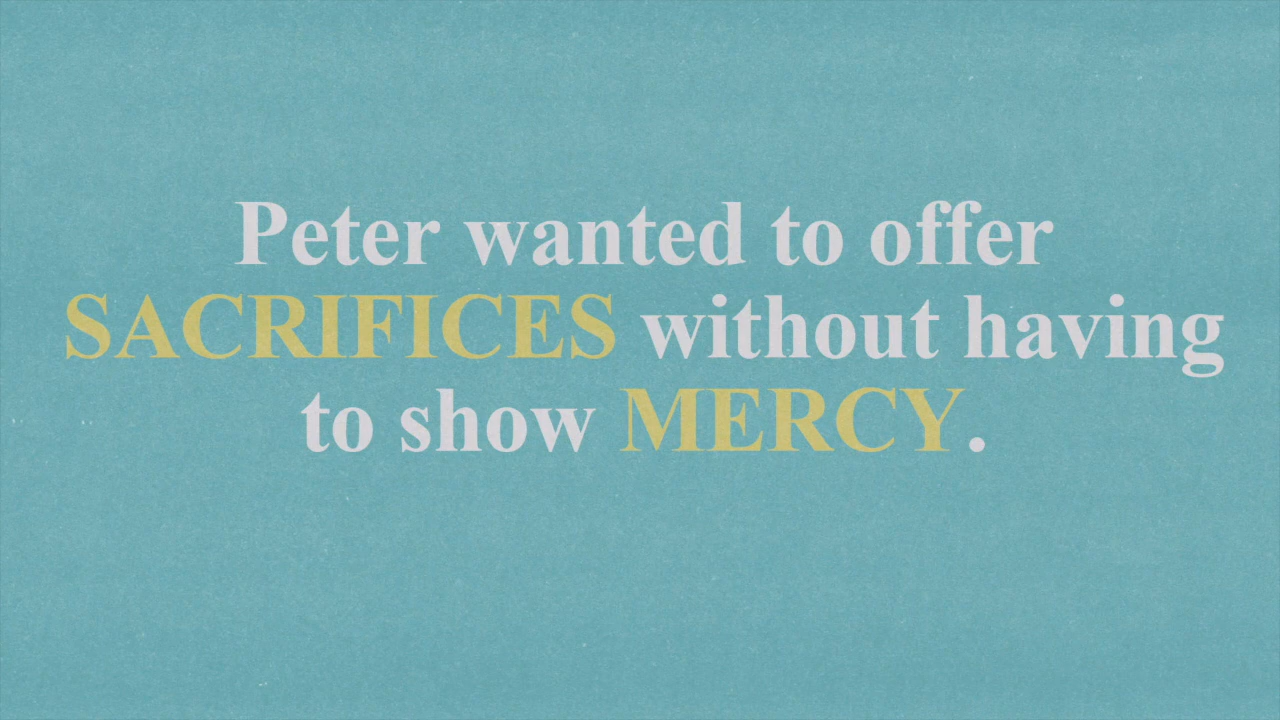 Peter wanted to offer
SACRIFICES without having
to show MERCY.